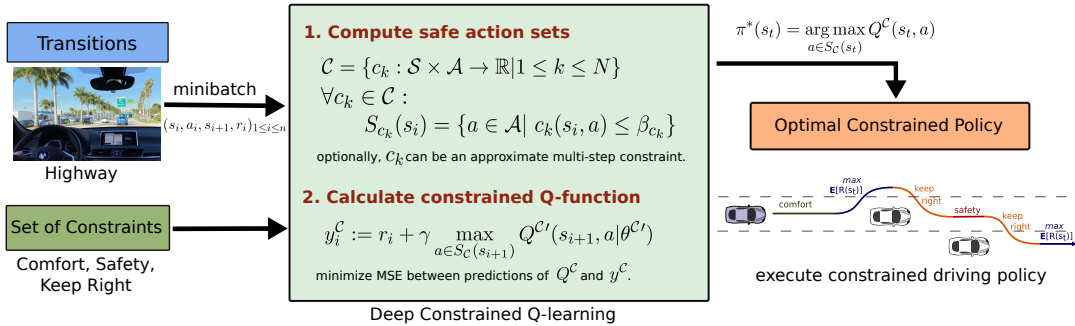 Transitions
Highway
minibatch
(s_i, a_i, s_{i+1}, r_i)_{1≤i≤n}
Set of Constraints
Comfort, Safety,
Keep Right
1. Compute safe action sets
𝒞 = {c_k : 𝒮 × 𝒜 → ℝ|1 ≤ k ≤ N}
∀c_k ∈ 𝒞 :
S_{c_k}(s_i) = {a ∈ 𝒜| c_k(s_i, a) ≤ β_{c_k}}
optionally, c_k can be an approximate multi-step constraint.
2. Calculate constrained Q-function
y_i^𝒞 := r_i + γ max_{a∈S_𝒞(s_{i+1})} Q^{𝒞′}(s_{i+1}, a|θ^{𝒞′})
minimize MSE between predictions of Q^𝒞 and y^𝒞.
Deep Constrained Q-learning
π*(s_t) = arg max_{a∈S_𝒞(s_t)} Q^𝒞(s_t, a)
Optimal Constrained Policy
comfort
max
E[R(s_t)]
keep
right
safety
keep
right
max
E[R(s_t)]
execute constrained driving policy